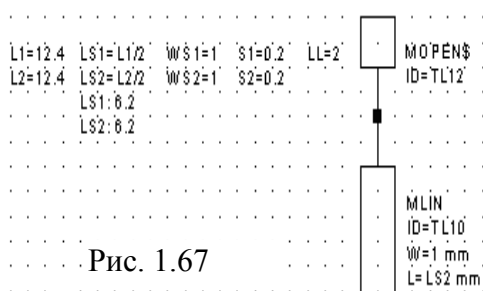 L1=12.4 LS1=L1/2 WS1=1 S1=0.2 LL=2
L2=12.4 LS2=L2/2 WS2=1 S2=0.2
LS1: 6.2
LS2: 6.2
MOPEN$
ID=TL12
MLIN
ID=TL10
W=1 mm
L=LS2 mm
Рис. 1.67